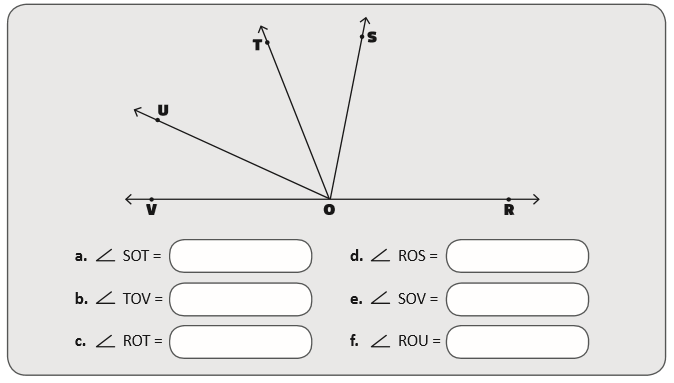 T
S
U
V
O
R
a. ∠ SOT =
d. ∠ ROS =
b. ∠ TOV =
e. ∠ SOV =
c. ∠ ROT =
f. ∠ ROU =